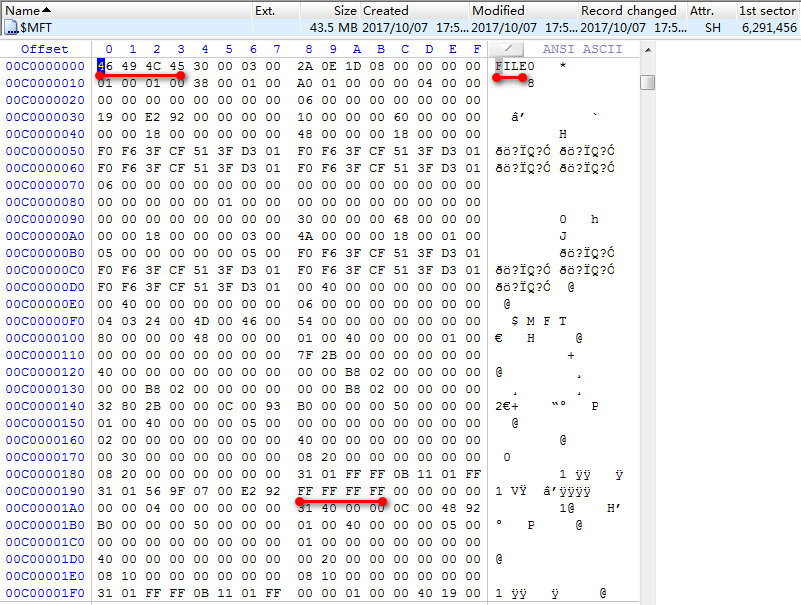 Name Ext. Size Created Modified Record changed Attr. 1st sector
$MFT 43.5 MB 2017/10/07 17:5... 2017/10/07 17:5... 2017/10/07 17:5... SH 6,291,456
Offset 0 1 2 3 4 5 6 7 8 9 A B C D E F ANSI ASCII
00C0000000 46 49 4C 45 30 00 03 00 2A 0E 1D 08 00 00 00 00 FILE0 *
00C0000010 01 00 01 00 38 00 01 00 A0 01 00 00 00 04 00 00 8
00C0000020 00 00 00 00 00 00 00 00 06 00 00 00 00 00 00 00
00C0000030 19 00 E2 92 00 00 00 00 10 00 00 00 60 00 00 00 â’ `
00C0000040 00 00 18 00 00 00 00 00 48 00 00 00 18 00 00 00 H
00C0000050 F0 F6 3F CF 51 3F D3 01 F0 F6 3F CF 51 3F D3 01 ðö?ÏQ?Ó ðö?ÏQ?Ó
00C0000060 F0 F6 3F CF 51 3F D3 01 F0 F6 3F CF 51 3F D3 01 ðö?ÏQ?Ó ðö?ÏQ?Ó
00C0000070 06 00 00 00 00 00 00 00 00 00 00 00 00 00 00 00
00C0000080 00 00 00 00 00 01 00 00 00 00 00 00 00 00 00 00
00C0000090 00 00 00 00 00 00 00 00 30 00 00 00 68 00 00 00 0 h
00C00000A0 00 00 18 00 00 00 03 00 4A 00 00 00 18 00 01 00 J
00C00000B0 05 00 00 00 00 00 05 00 F0 F6 3F CF 51 3F D3 01 ðö?ÏQ?Ó
00C00000C0 F0 F6 3F CF 51 3F D3 01 F0 F6 3F CF 51 3F D3 01 ðö?ÏQ?Ó ðö?ÏQ?Ó
00C00000D0 F0 F6 3F CF 51 3F D3 01 00 40 00 00 00 00 00 00 ðö?ÏQ?Ó @
00C00000E0 00 40 00 00 00 00 00 00 06 00 00 00 00 00 00 00 @
00C00000F0 04 03 24 00 4D 00 46 00 54 00 00 00 00 00 00 00 $ M F T
00C0000100 80 00 00 00 48 00 00 00 01 00 40 00 00 00 01 00 € H @
00C0000110 00 00 00 00 00 00 00 00 7F 2B 00 00 00 00 00 00 +
00C0000120 40 00 00 00 00 00 00 00 00 00 B8 02 00 00 00 00 @ ¸
00C0000130 00 00 B8 02 00 00 00 00 00 00 B8 02 00 00 00 00 ¸ ¸
00C0000140 32 80 2B 00 00 00 0C 00 93 B0 00 00 00 50 00 00 00 2€+ “° P
00C0000150 01 00 40 00 00 00 05 00 00 00 00 00 00 00 00 00 @
00C0000160 02 00 00 00 00 00 00 00 40 00 00 00 00 00 00 00 @
00C0000170 00 30 00 00 00 00 00 00 08 20 00 00 00 00 00 00 0
00C0000180 08 20 00 00 00 00 00 00 31 01 FF FF 0B 11 01 FF 1 ÿÿ ÿ
00C0000190 31 01 56 9F 07 00 E2 92 FF FF FF FF 00 00 00 00 1 VŸ â’ÿÿÿÿ
00C00001A0 00 00 04 00 00 00 00 00 31 40 00 00 0C 00 48 92 1@ H’
00C00001B0 B0 00 00 00 50 00 00 00 01 00 40 00 00 00 05 00 ° P @
00C00001C0 00 00 00 00 00 00 00 00 01 00 00 00 00 00 00 00
00C00001D0 40 00 00 00 00 00 00 00 00 20 00 00 00 00 00 00 @
00C00001E0 08 10 00 00 00 00 00 00 08 10 00 00 00 00 00 00
00C00001F0 31 01 FF FF 0B 11 01 FF 00 00 01 00 00 40 19 00 1 ÿÿ ÿ @